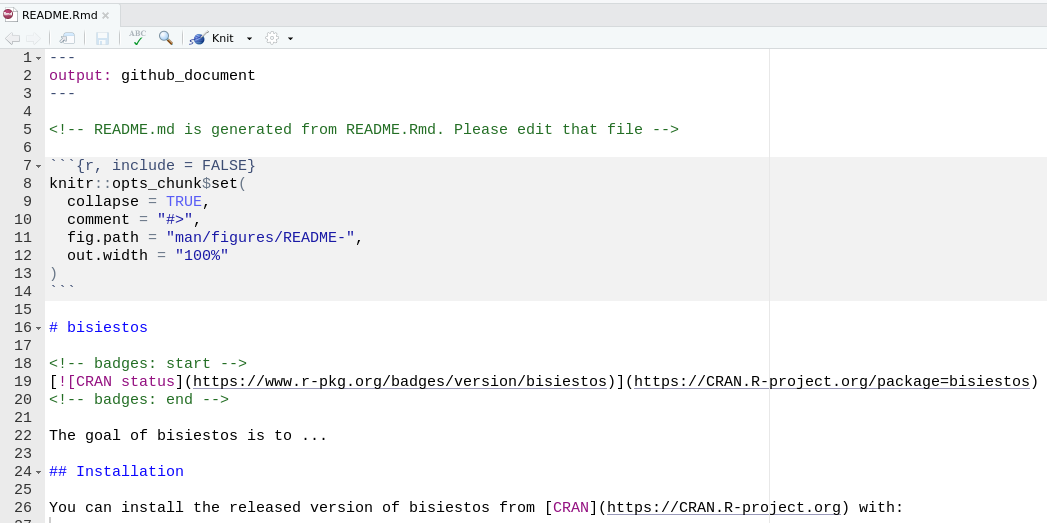 README.Rmd
ABC Knit
1 ---
2 output: github_document
3 ---
4
5 <!-- README.md is generated from README.Rmd. Please edit that file -->
6
7 ```{r, include = FALSE}
8 knitr::opts_chunk$set(
9   collapse = TRUE,
10   comment = "#>",
11   fig.path = "man/figures/README-",
12   out.width = "100%"
13 )
14 ```
15
16 # bisiestos
17
18 <!-- badges: start -->
19 [![CRAN status](https://www.r-pkg.org/badges/version/bisiestos)](https://CRAN.R-project.org/package=bisiestos)
20 <!-- badges: end -->
21
22 The goal of bisiestos is to ...
23
24 ## Installation
25
26 You can install the released version of bisiestos from [CRAN](https://CRAN.R-project.org) with:
27